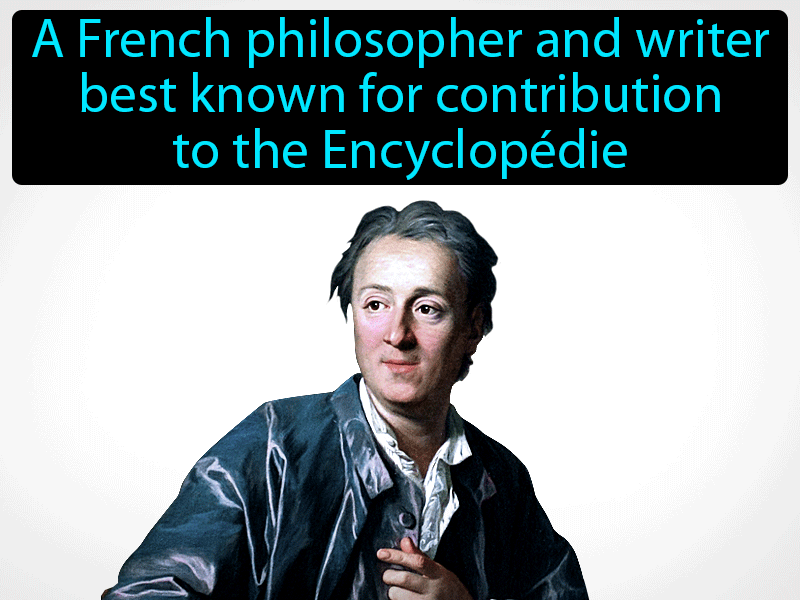 A French philosopher and writer
best known for contribution
to the Encyclopédie